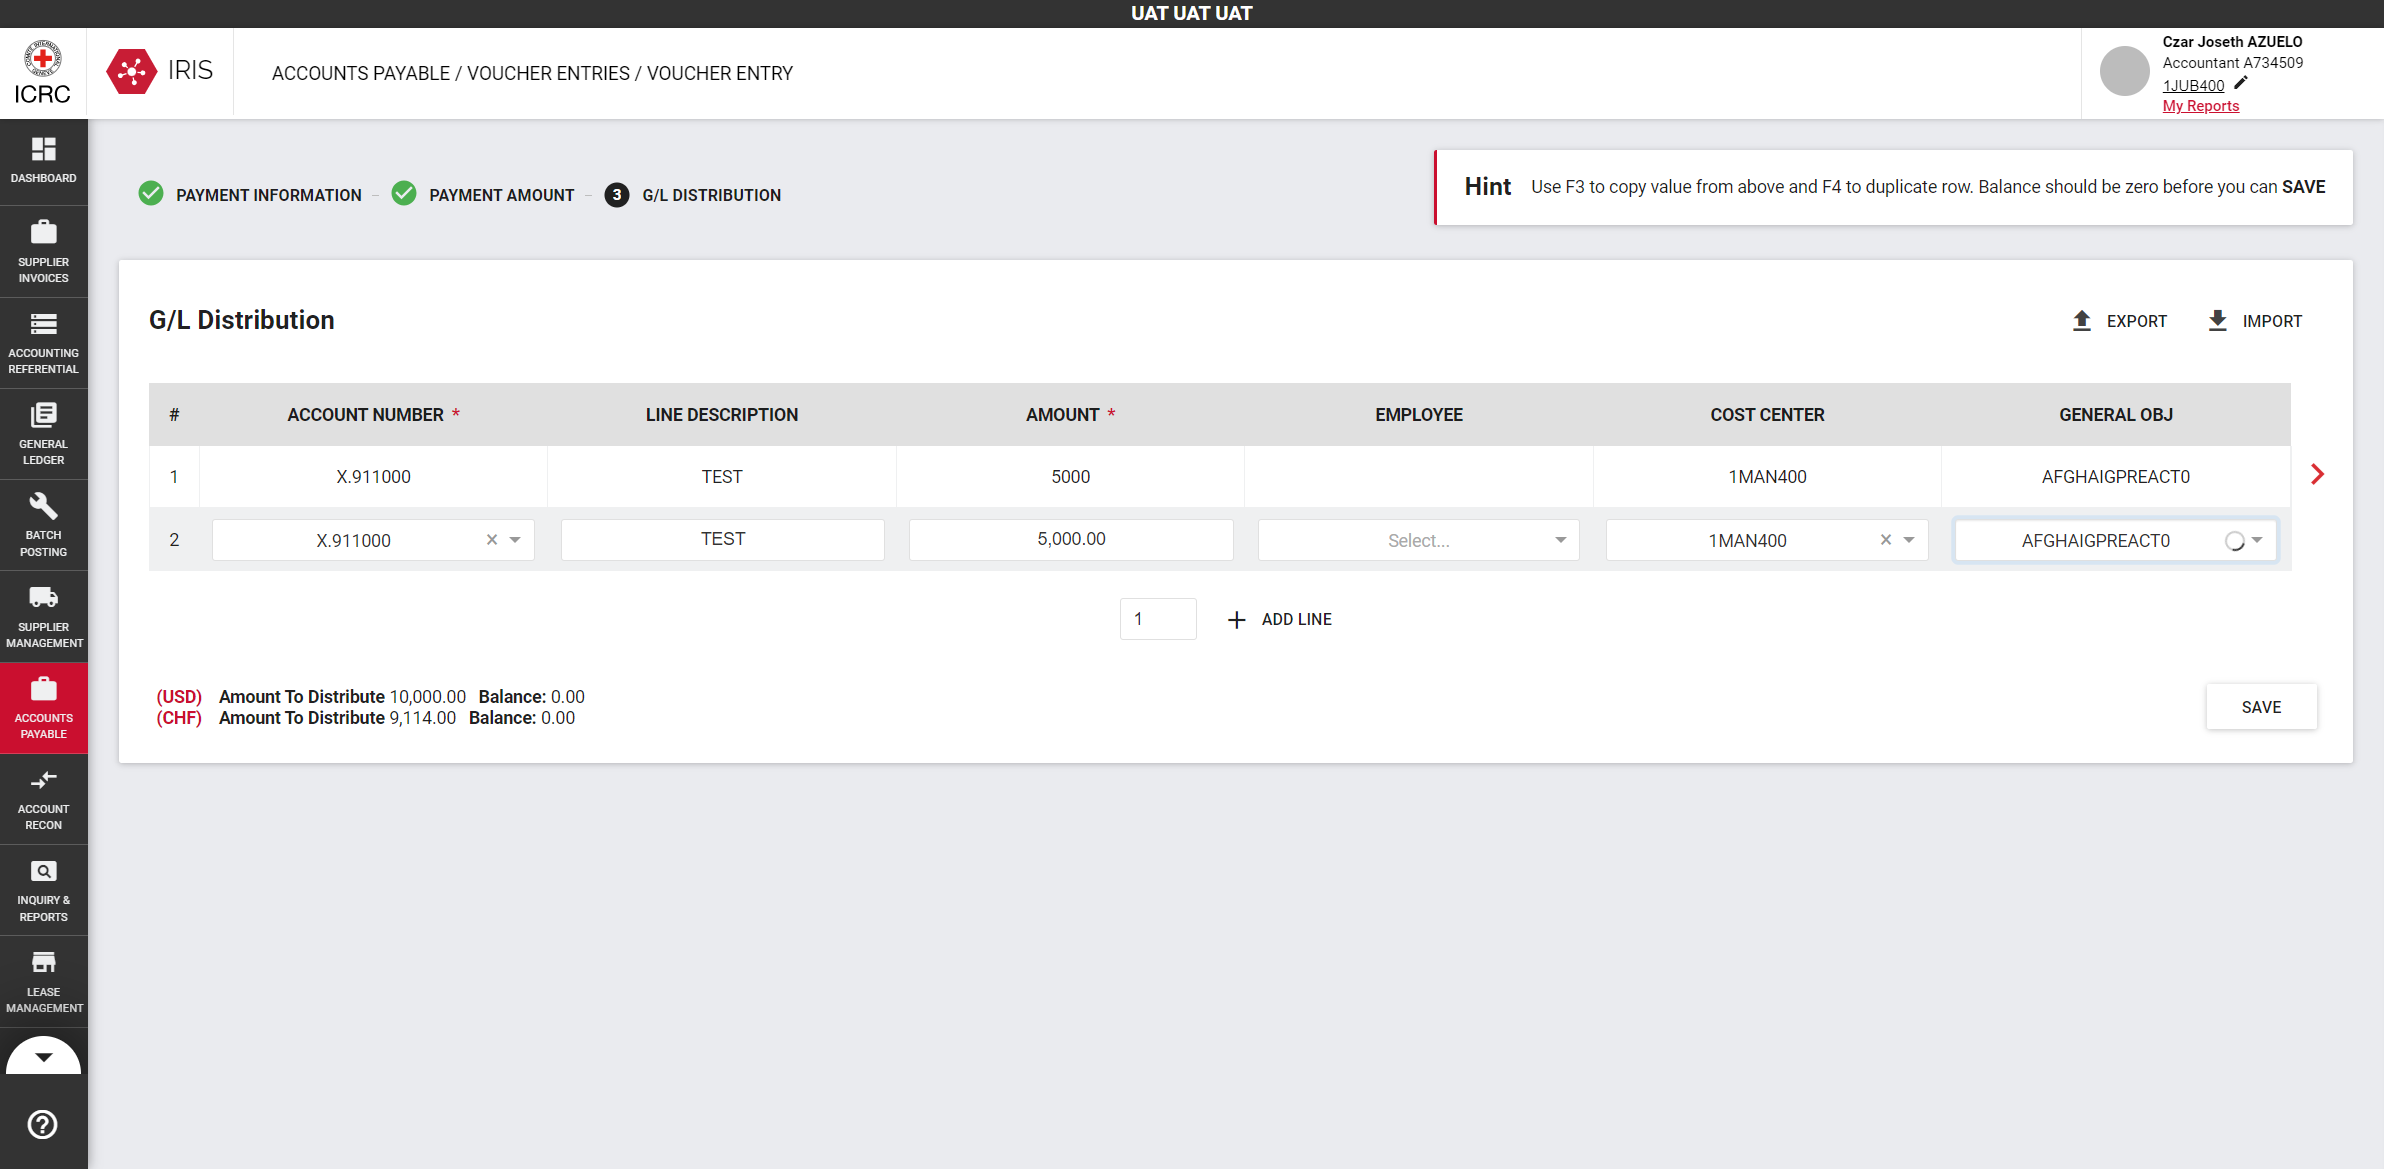 UAT UAT UAT
ICRC
IRIS
ACCOUNTS PAYABLE / VOUCHER ENTRIES / VOUCHER ENTRY
Czar Joseth AZUELO
Accountant A734509
1JUB400
My Reports
DASHBOARD
SUPPLIER
INVOICES
ACCOUNTING
REFERENTIAL
GENERAL
LEDGER
BATCH
POSTING
SUPPLIER
MANAGEMENT
ACCOUNTS
PAYABLE
ACCOUNT
RECON
INQUIRY &
REPORTS
LEASE
MANAGEMENT
PAYMENT INFORMATION – PAYMENT AMOUNT – 3 G/L DISTRIBUTION
Hint Use F3 to copy value from above and F4 to duplicate row. Balance should be zero before you can SAVE
G/L Distribution
EXPORT IMPORT
# ACCOUNT NUMBER * LINE DESCRIPTION AMOUNT * EMPLOYEE COST CENTER GENERAL OBJ
1 X.911000 TEST 5000 1MAN400 AFGHAIGPREACT0
2 X.911000 TEST 5,000.00 Select... 1MAN400 AFGHAIGPREACT0
1 ADD LINE
(USD) Amount To Distribute 10,000.00 Balance: 0.00
(CHF) Amount To Distribute 9,114.00 Balance: 0.00
SAVE